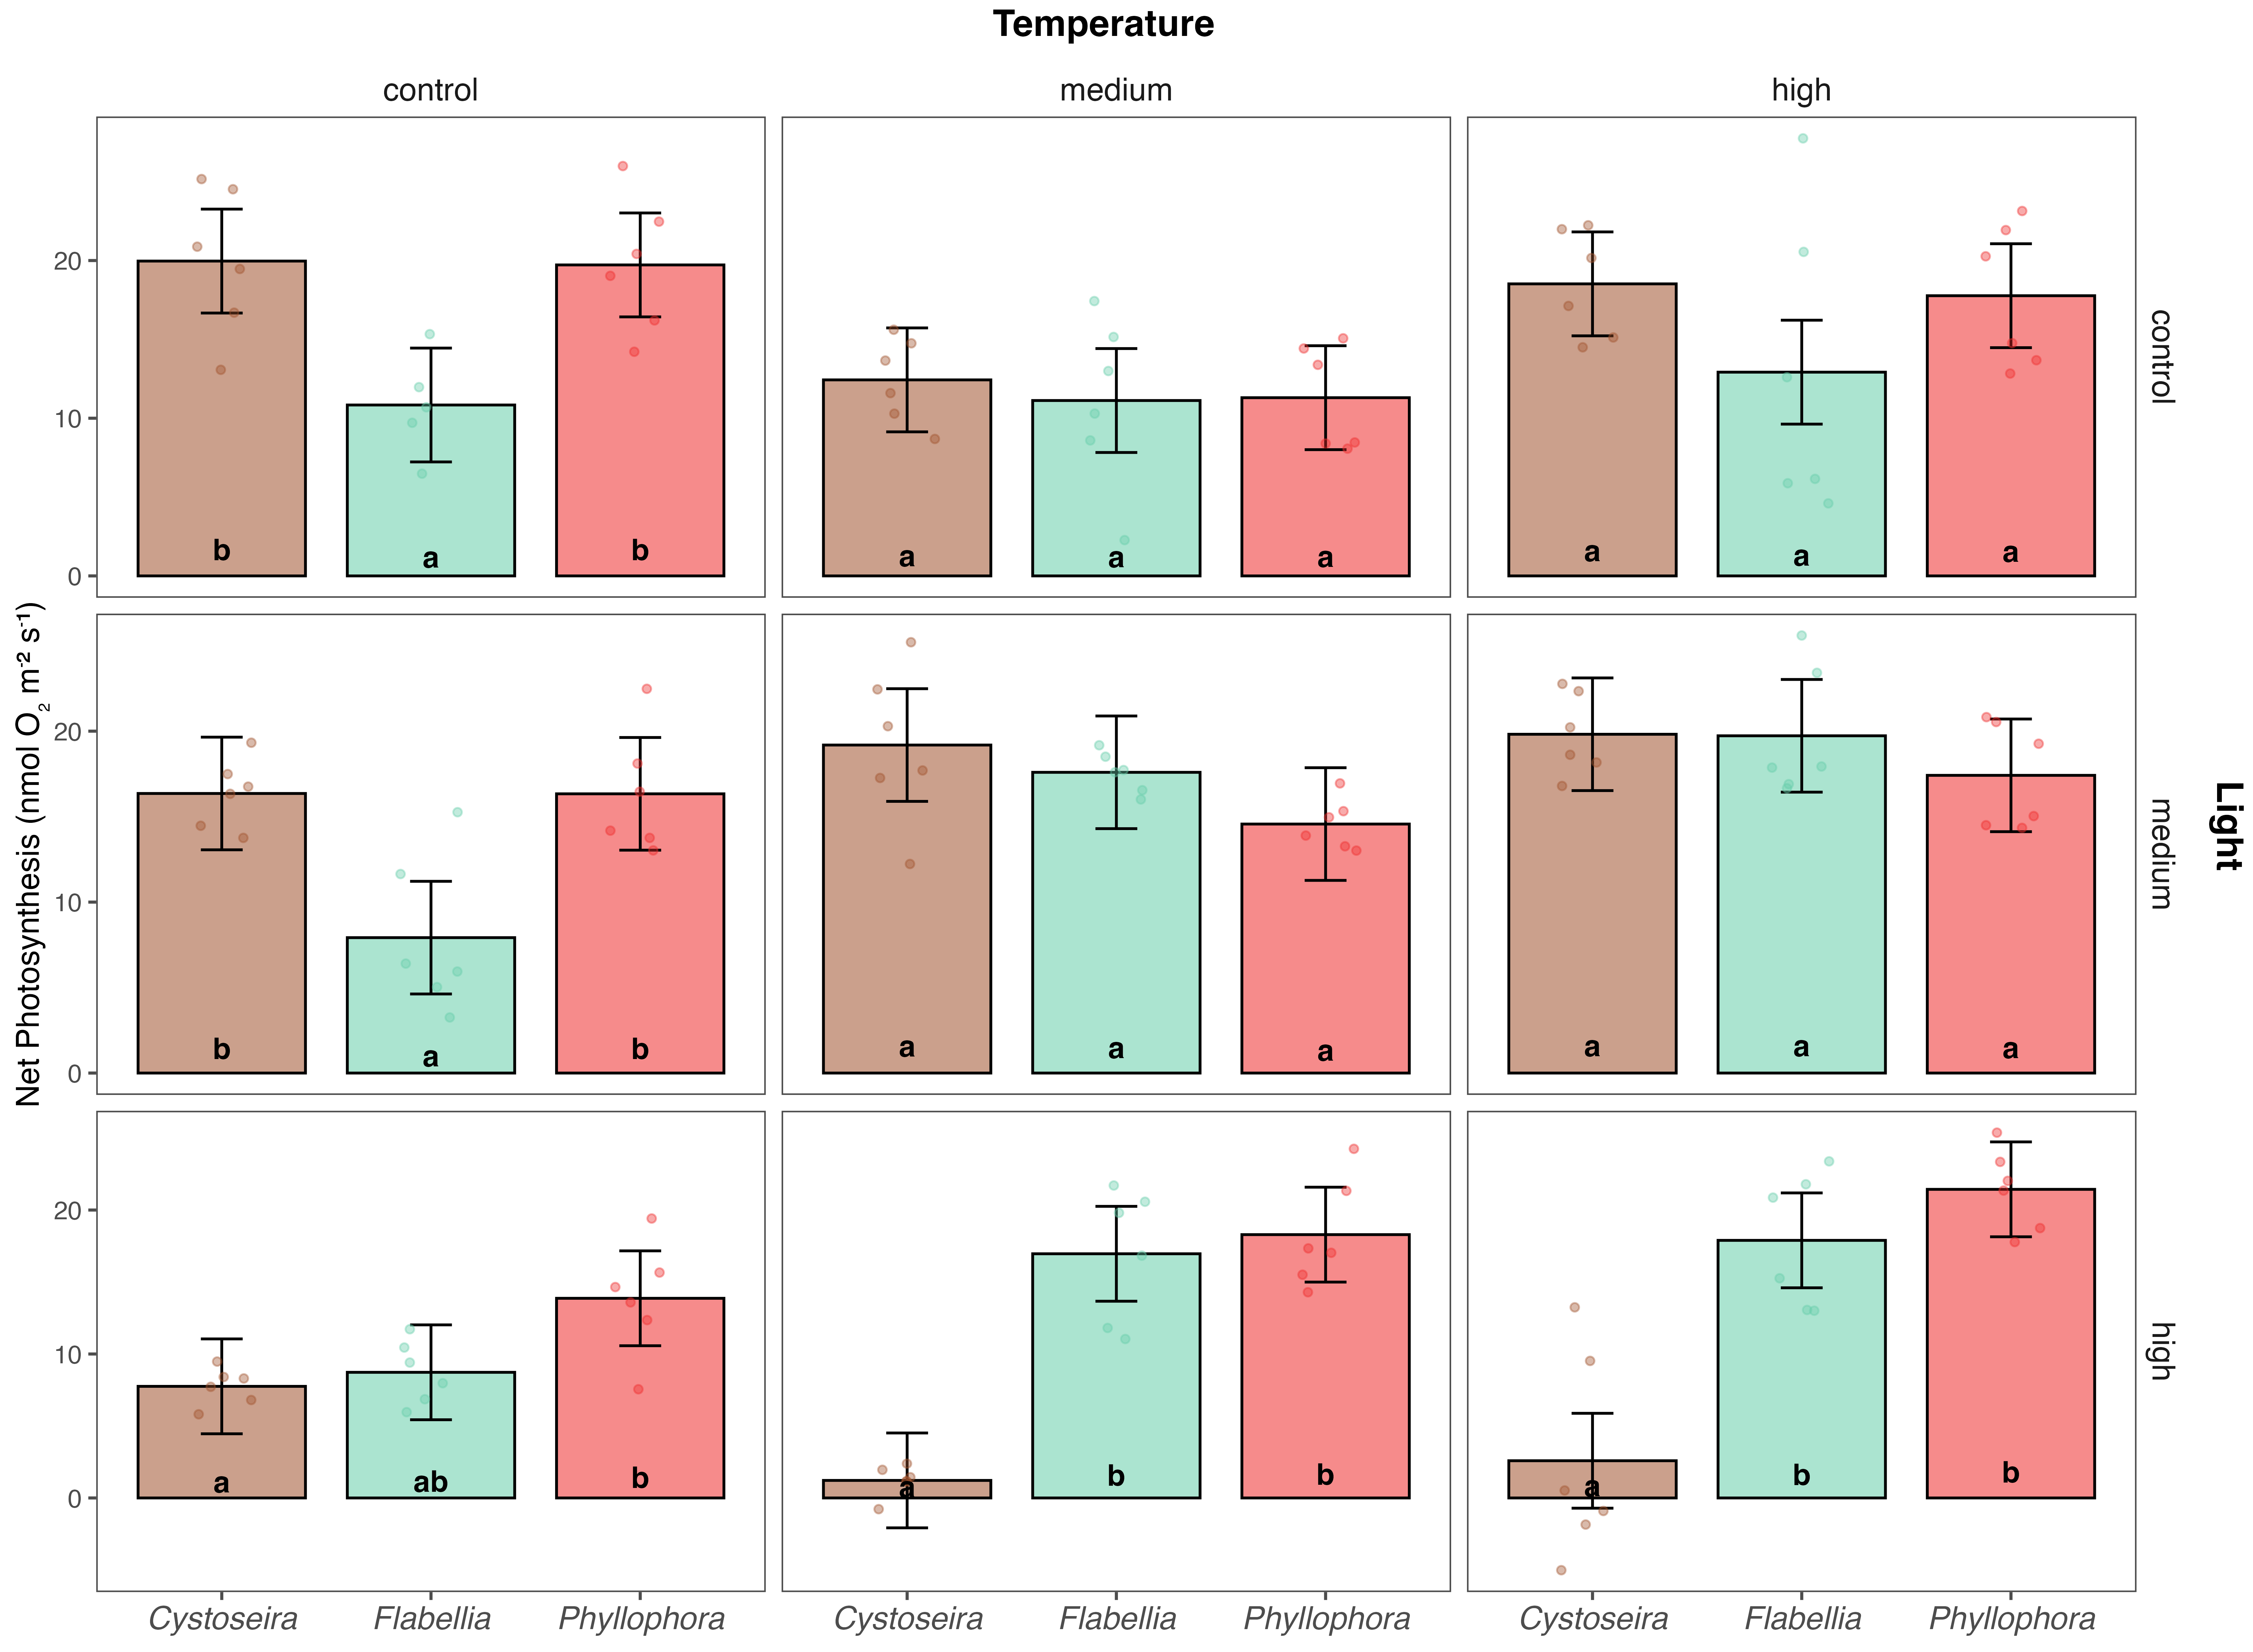 Temperature
control medium high
20
10
0
b a b
a a a
a a a
control
Net Photosynthesis (nmol O₂ m⁻² s⁻¹)
20
10
0
b a b
a a a
a a a
medium
Light
20
10
0
a ab b
a b b
a b b
high
Cystoseira Flabellia Phyllophora
Cystoseira Flabellia Phyllophora
Cystoseira Flabellia Phyllophora